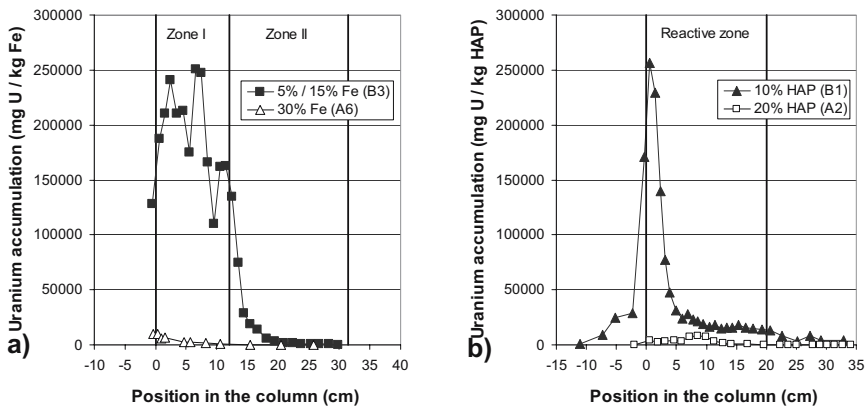 300000
250000
200000
150000
100000
50000
0
Uranium accumulation (mg U / kg Fe)
Zone I
Zone II
5% / 15% Fe (B3)
30% Fe (A6)
-10
-5
0
5
10
15
20
25
30
35
40
Position in the column (cm)
a)
300000
250000
200000
150000
100000
50000
0
Uranium accumulation (mg U / kg HAP)
Reactive zone
10% HAP (B1)
20% HAP (A2)
-15
-10
-5
0
5
10
15
20
25
30
35
Position in the column (cm)
b)